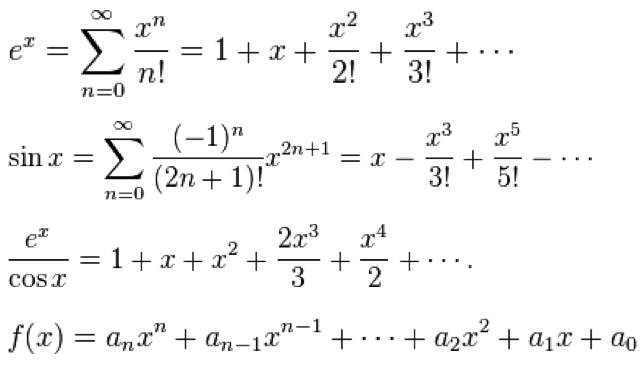 e^x = \sum_{n=0}^{\infty} \frac{x^n}{n!} = 1 + x + \frac{x^2}{2!} + \frac{x^3}{3!} + \cdots
\sin x = \sum_{n=0}^{\infty} \frac{(-1)^n}{(2n+1)!} x^{2n+1} = x - \frac{x^3}{3!} + \frac{x^5}{5!} - \cdots
\frac{e^x}{\cos x} = 1 + x + x^2 + \frac{2x^3}{3} + \frac{x^4}{2} + \cdots.
f(x) = a_n x^n + a_{n-1} x^{n-1} + \cdots + a_2 x^2 + a_1 x + a_0